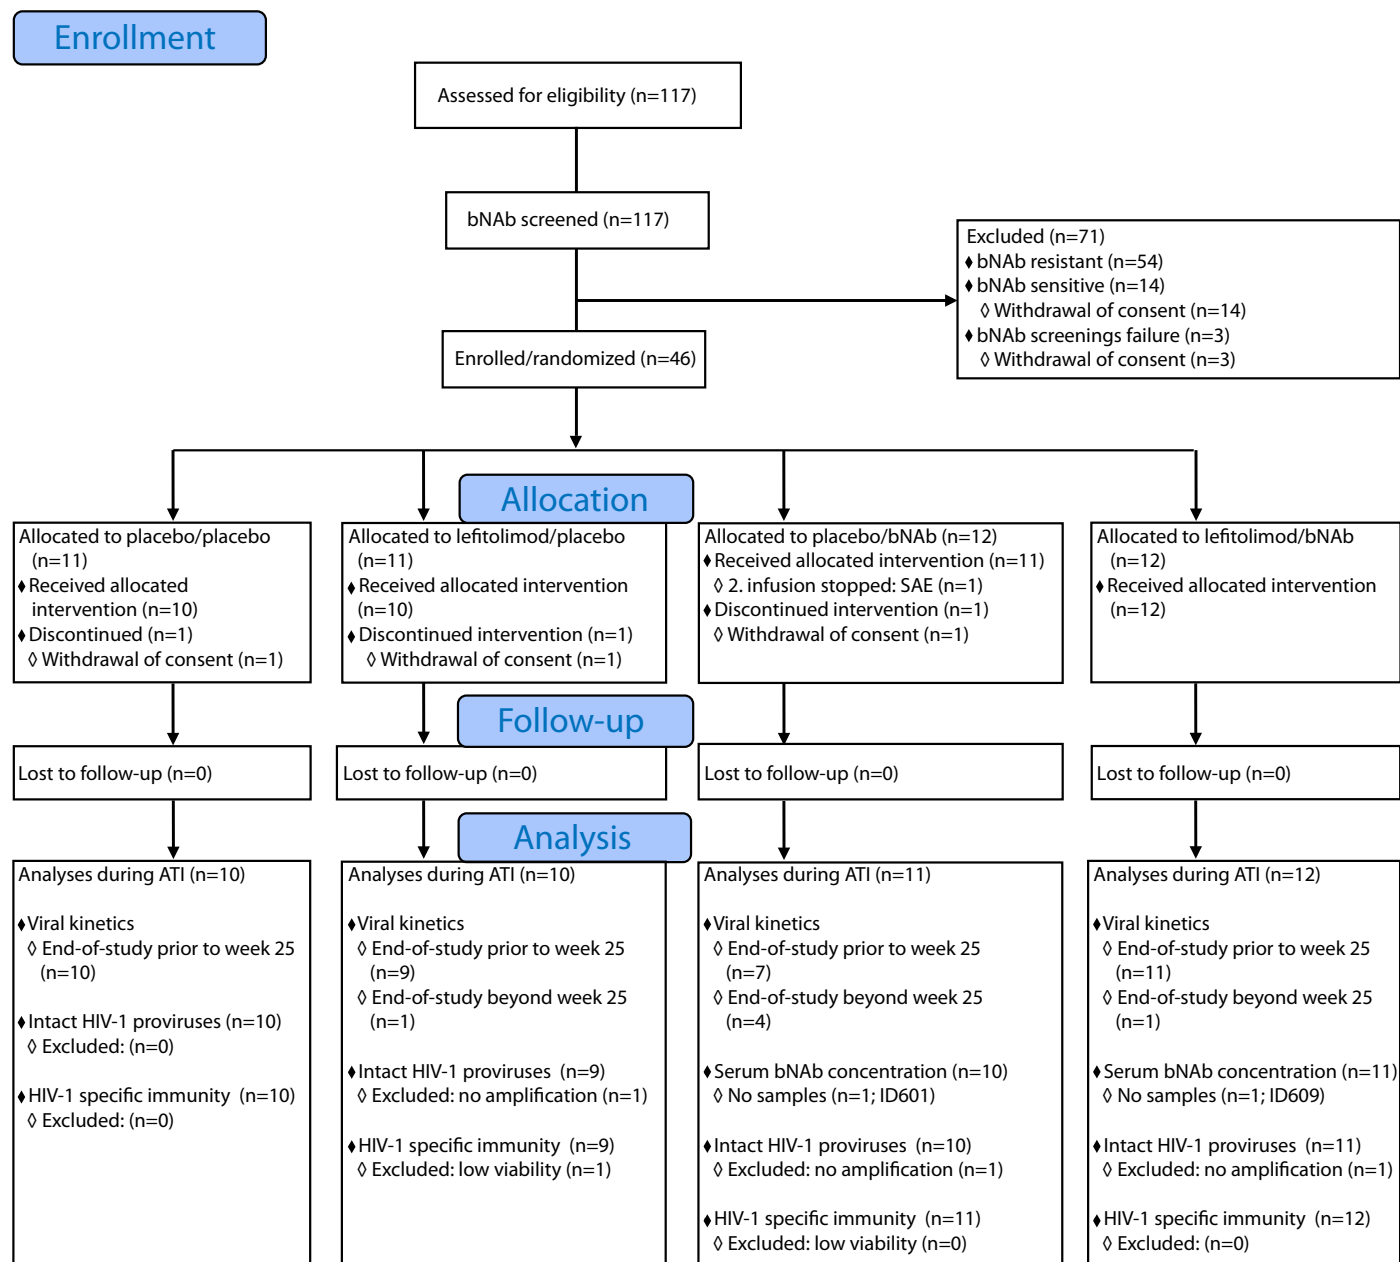 Enrollment
Assessed for eligibility (n=117)
bNAb screened (n=117)
Excluded (n=71)
♦ bNAb resistant (n=54)
♦ bNAb sensitive (n=14)
◊ Withdrawal of consent (n=14)
♦ bNAb screenings failure (n=3)
◊ Withdrawal of consent (n=3)
Enrolled/randomized (n=46)
Allocation
Allocated to placebo/placebo
(n=11)
♦ Received allocated
intervention (n=10)
♦ Discontinued (n=1)
◊ Withdrawal of consent (n=1)
Allocated to lefitolimod/placebo
(n=11)
♦ Received allocated intervention
(n=10)
♦ Discontinued intervention (n=1)
◊ Withdrawal of consent (n=1)
Allocated to placebo/bNAb (n=12)
♦ Received allocated intervention (n=11)
◊ 2. infusion stopped: SAE (n=1)
♦ Discontinued intervention (n=1)
◊ Withdrawal of consent (n=1)
Allocated to lefitolimod/bNAb
(n=12)
♦ Received allocated intervention
(n=12)
Follow-up
Lost to follow-up (n=0)
Lost to follow-up (n=0)
Lost to follow-up (n=0)
Lost to follow-up (n=0)
Analysis
Analyses during ATI (n=10)
♦ Viral kinetics
◊ End-of-study prior to week 25
(n=10)
♦ Intact HIV-1 proviruses (n=10)
◊ Excluded: (n=0)
♦ HIV-1 specific immunity (n=10)
◊ Excluded: (n=0)
Analyses during ATI (n=10)
♦ Viral kinetics
◊ End-of-study prior to week 25
(n=9)
◊ End-of-study beyond week 25
(n=1)
♦ Intact HIV-1 proviruses (n=9)
◊ Excluded: no amplification (n=1)
♦ HIV-1 specific immunity (n=9)
◊ Excluded: low viability (n=1)
Analyses during ATI (n=11)
♦ Viral kinetics
◊ End-of-study prior to week 25
(n=7)
◊ End-of-study beyond week 25
(n=4)
♦ Serum bNAb concentration (n=10)
◊ No samples (n=1; ID601)
♦ Intact HIV-1 proviruses (n=10)
◊ Excluded: no amplification (n=1)
♦ HIV-1 specific immunity (n=11)
◊ Excluded: low viability (n=0)
Analyses during ATI (n=12)
♦ Viral kinetics
◊ End-of-study prior to week 25
(n=11)
◊ End-of-study beyond week 25
(n=1)
♦ Serum bNAb concentration (n=11)
◊ No samples (n=1; ID609)
♦ Intact HIV-1 proviruses (n=11)
◊ Excluded: no amplification (n=1)
♦ HIV-1 specific immunity (n=12)
◊ Excluded: (n=0)